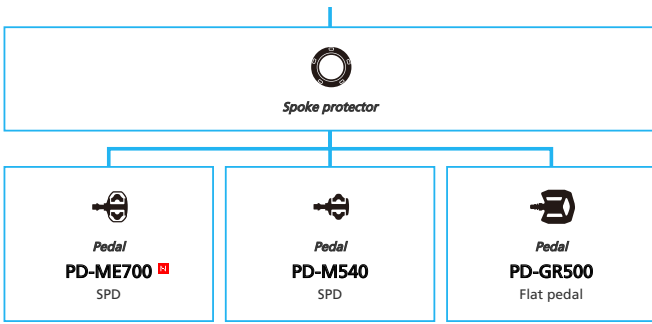 Spoke protector
Pedal
PD-ME700 N
SPD
Pedal
PD-M540
SPD
Pedal
PD-GR500
Flat pedal